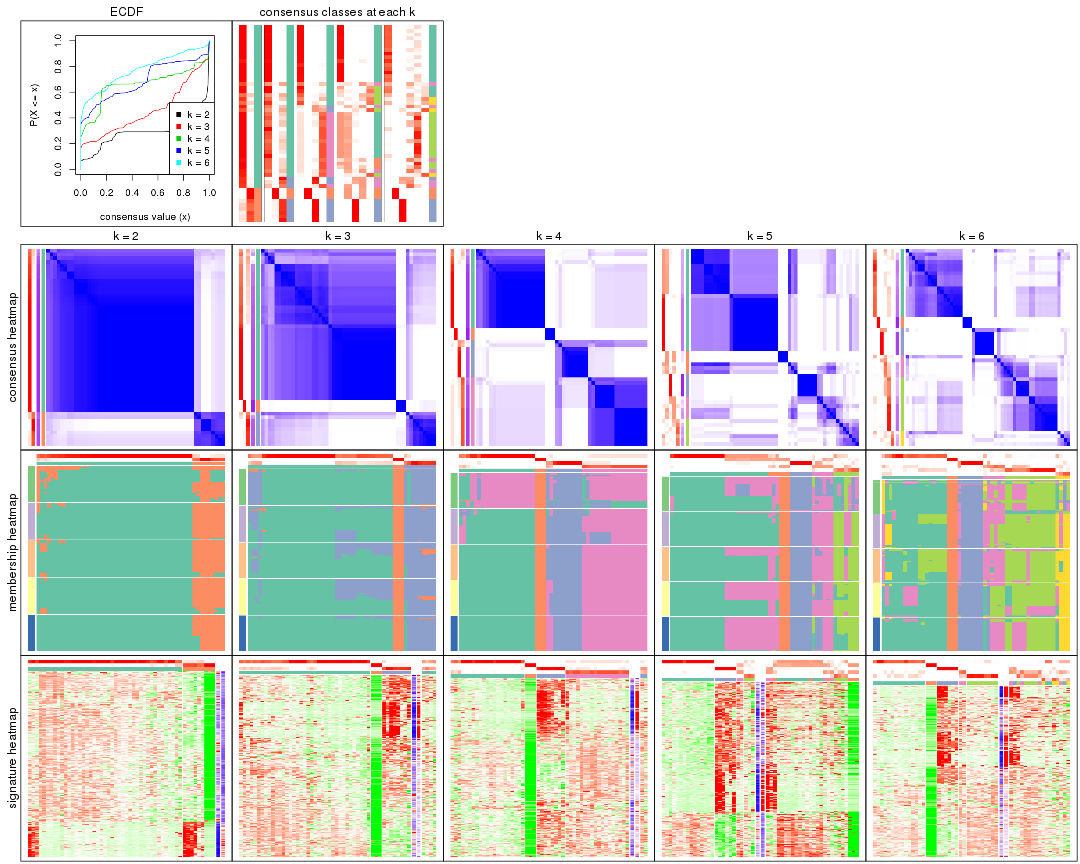 ECDF
consensus classes at each k
P(X <= x)
0.0 0.2 0.4 0.6 0.8 1.0
k = 2
k = 3
k = 4
k = 5
k = 6
0.0 0.2 0.4 0.6 0.8 1.0
consensus value (x)
k = 2
k = 3
k = 4
k = 5
k = 6
consensus heatmap
membership heatmap
signature heatmap